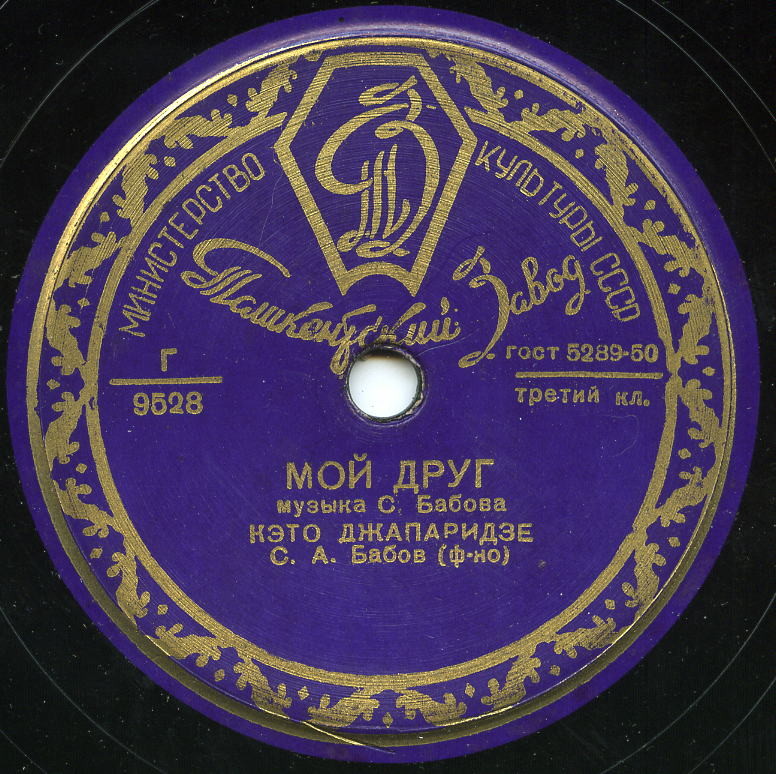 МИНИСТЕРСТВО КУЛЬТУРЫ СССР
Ташкентский Завод
Г
9528
ГОСТ 5289-50
третий кл.
МОЙ ДРУГ
музыка С. Бабова
КЭТО ДЖАПАРИДЗЕ
С. А. Бабов (ф-но)